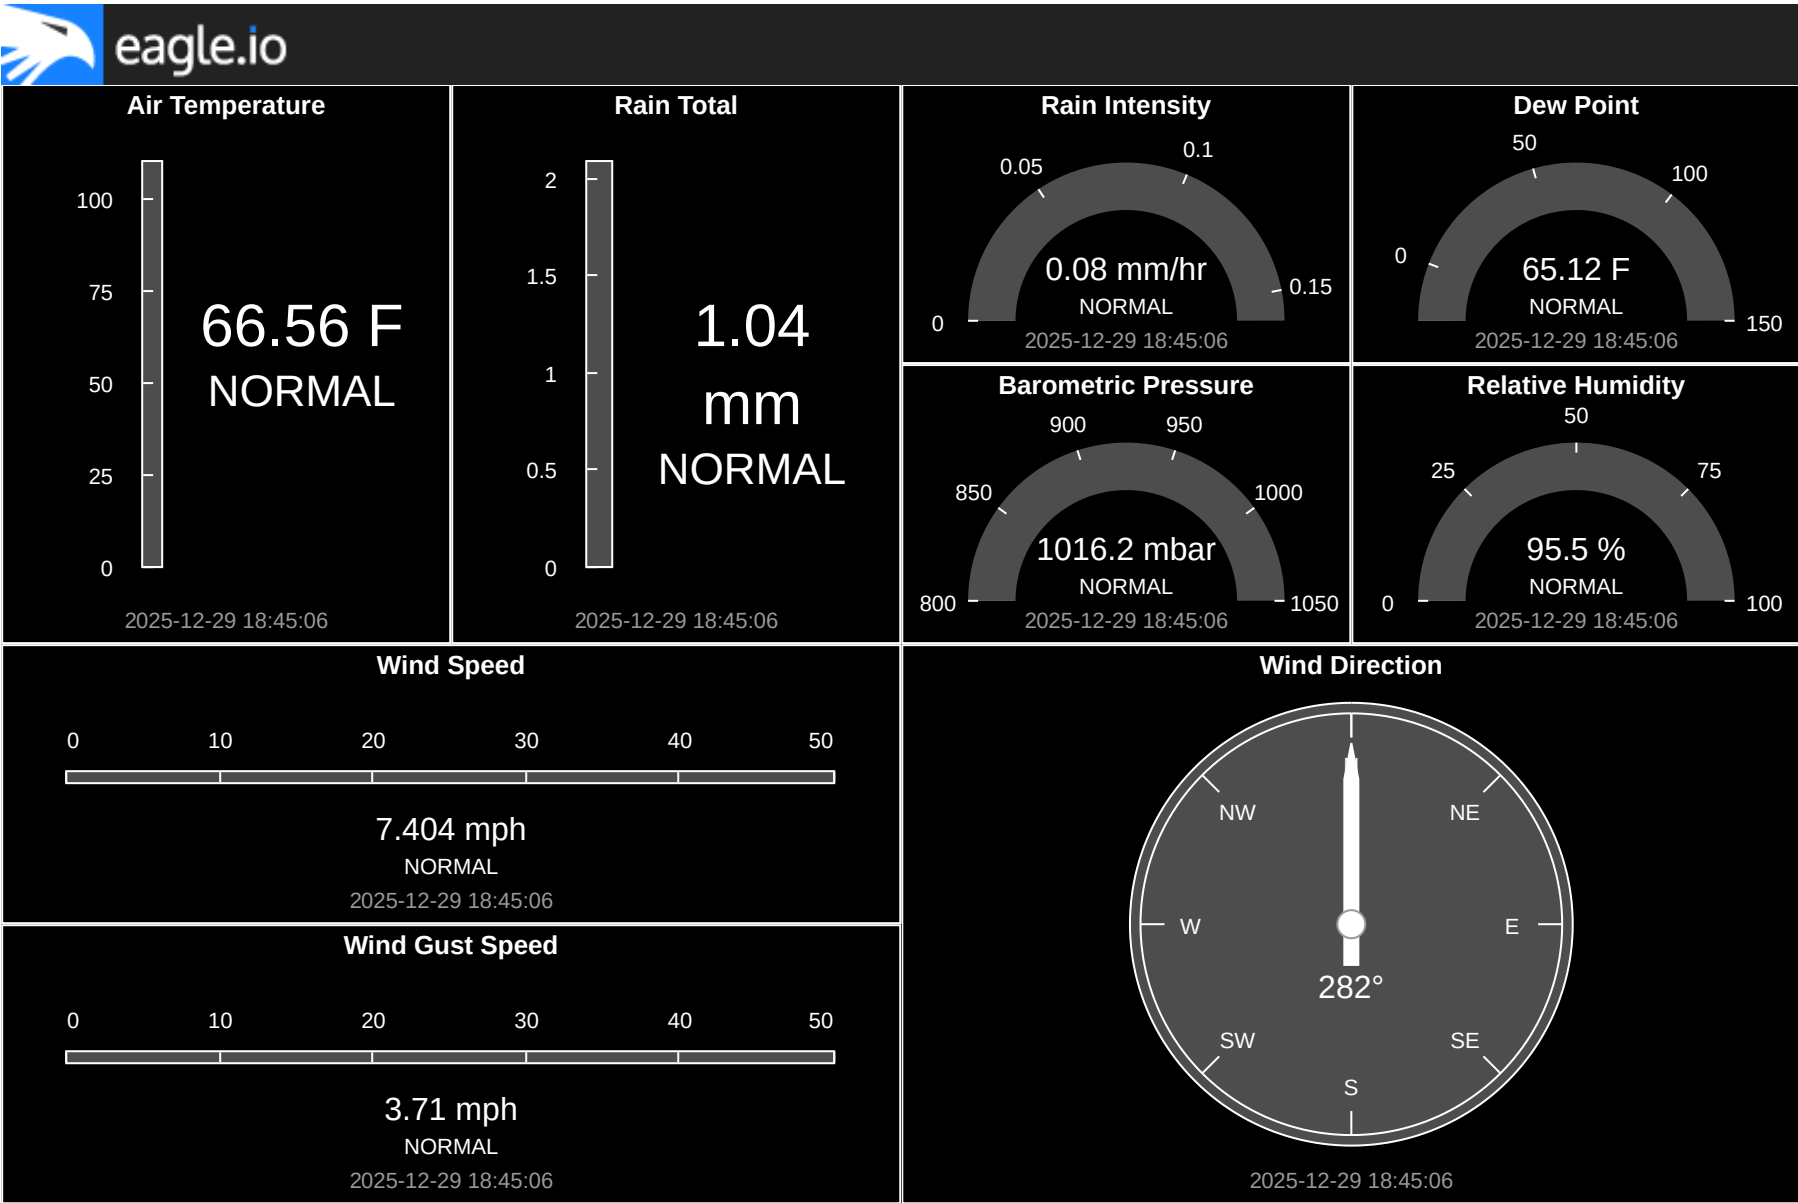 eagle.io
Air Temperature
100
75
50
25
0
66.56 F
NORMAL
2025-12-29 18:45:06
Rain Total
2
1.5
1
0.5
0
1.04
mm
NORMAL
2025-12-29 18:45:06
Rain Intensity
0
0.05
0.1
0.15
0.08 mm/hr
NORMAL
2025-12-29 18:45:06
Dew Point
0
50
100
150
65.12 F
NORMAL
2025-12-29 18:45:06
Barometric Pressure
800
850
900
950
1000
1050
1016.2 mbar
NORMAL
2025-12-29 18:45:06
Relative Humidity
0
25
50
75
100
95.5 %
NORMAL
2025-12-29 18:45:06
Wind Speed
0 10 20 30 40 50
7.404 mph
NORMAL
2025-12-29 18:45:06
Wind Gust Speed
0 10 20 30 40 50
3.71 mph
NORMAL
2025-12-29 18:45:06
Wind Direction
NW NE
W E
282°
SW SE
S
2025-12-29 18:45:06